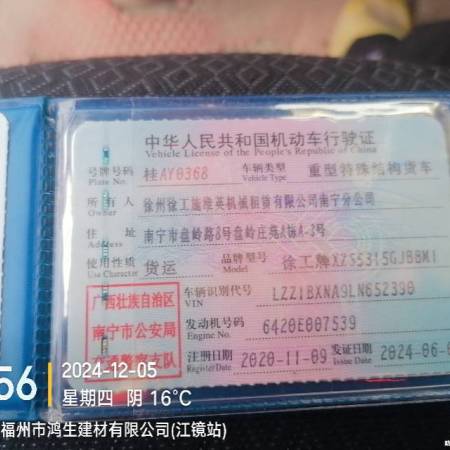 中华人民共和国机动车行驶证
Vehicle License of the People's Republic of China
号牌号码 桂AY0368 车辆类型 重型特殊结构货车
Plate No. Vehicle Type
所有人 徐州徐工施维英机械租赁有限公司南宁分公司
Owner
住址 南宁市盘岭路8号盘岭庄苑A栋A-3号
Address
使用性质 货运 品牌型号 徐工牌XZS5315GJBBM1
Use Character Model
广西壮族自治区
南宁市公安局
交通警察支队
车辆识别代号 LZZ1BXNA9LN652390
VIN
发动机号码 6420E007539
Engine No.
注册日期 2020-11-09 发证日期 2024-06-0
Register Date Issue Date
56
2024-12-05
星期四 阴 16°C
福州市鸿生建材有限公司(江镜站)